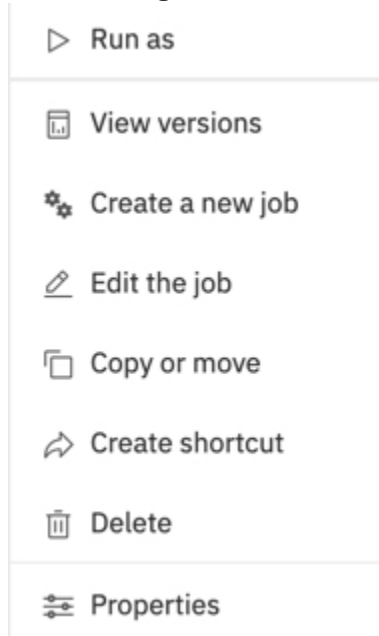 Run as
View versions
Create a new job
Edit the job
Copy or move
Create shortcut
Delete
Properties